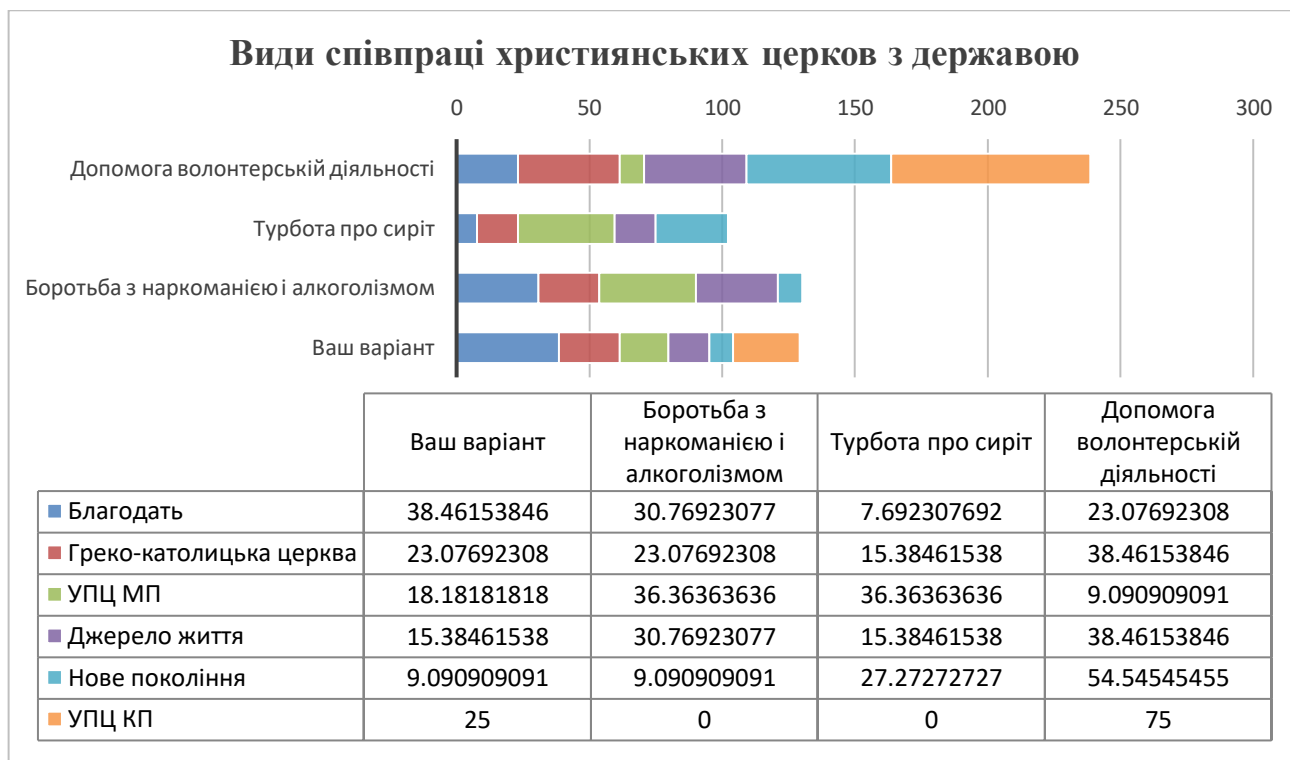 Види співпраці християнських церков з державою
0 50 100 150 200 250 300
Допомога волонтерській діяльності
Турбота про сиріт
Боротьба з наркоманією і алкоголізмом
Ваш варіант
Ваш варіант
Боротьба з
наркоманією і
алкоголізмом
Турбота про сиріт
Допомога
волонтерській
діяльності
Благодать 38.46153846 30.76923077 7.692307692 23.07692308
Греко-католицька церква 23.07692308 23.07692308 15.38461538 38.46153846
УПЦ МП 18.18181818 36.36363636 36.36363636 9.090909091
Джерело життя 15.38461538 30.76923077 15.38461538 38.46153846
Нове покоління 9.090909091 9.090909091 27.27272727 54.54545455
УПЦ КП 25 0 0 75